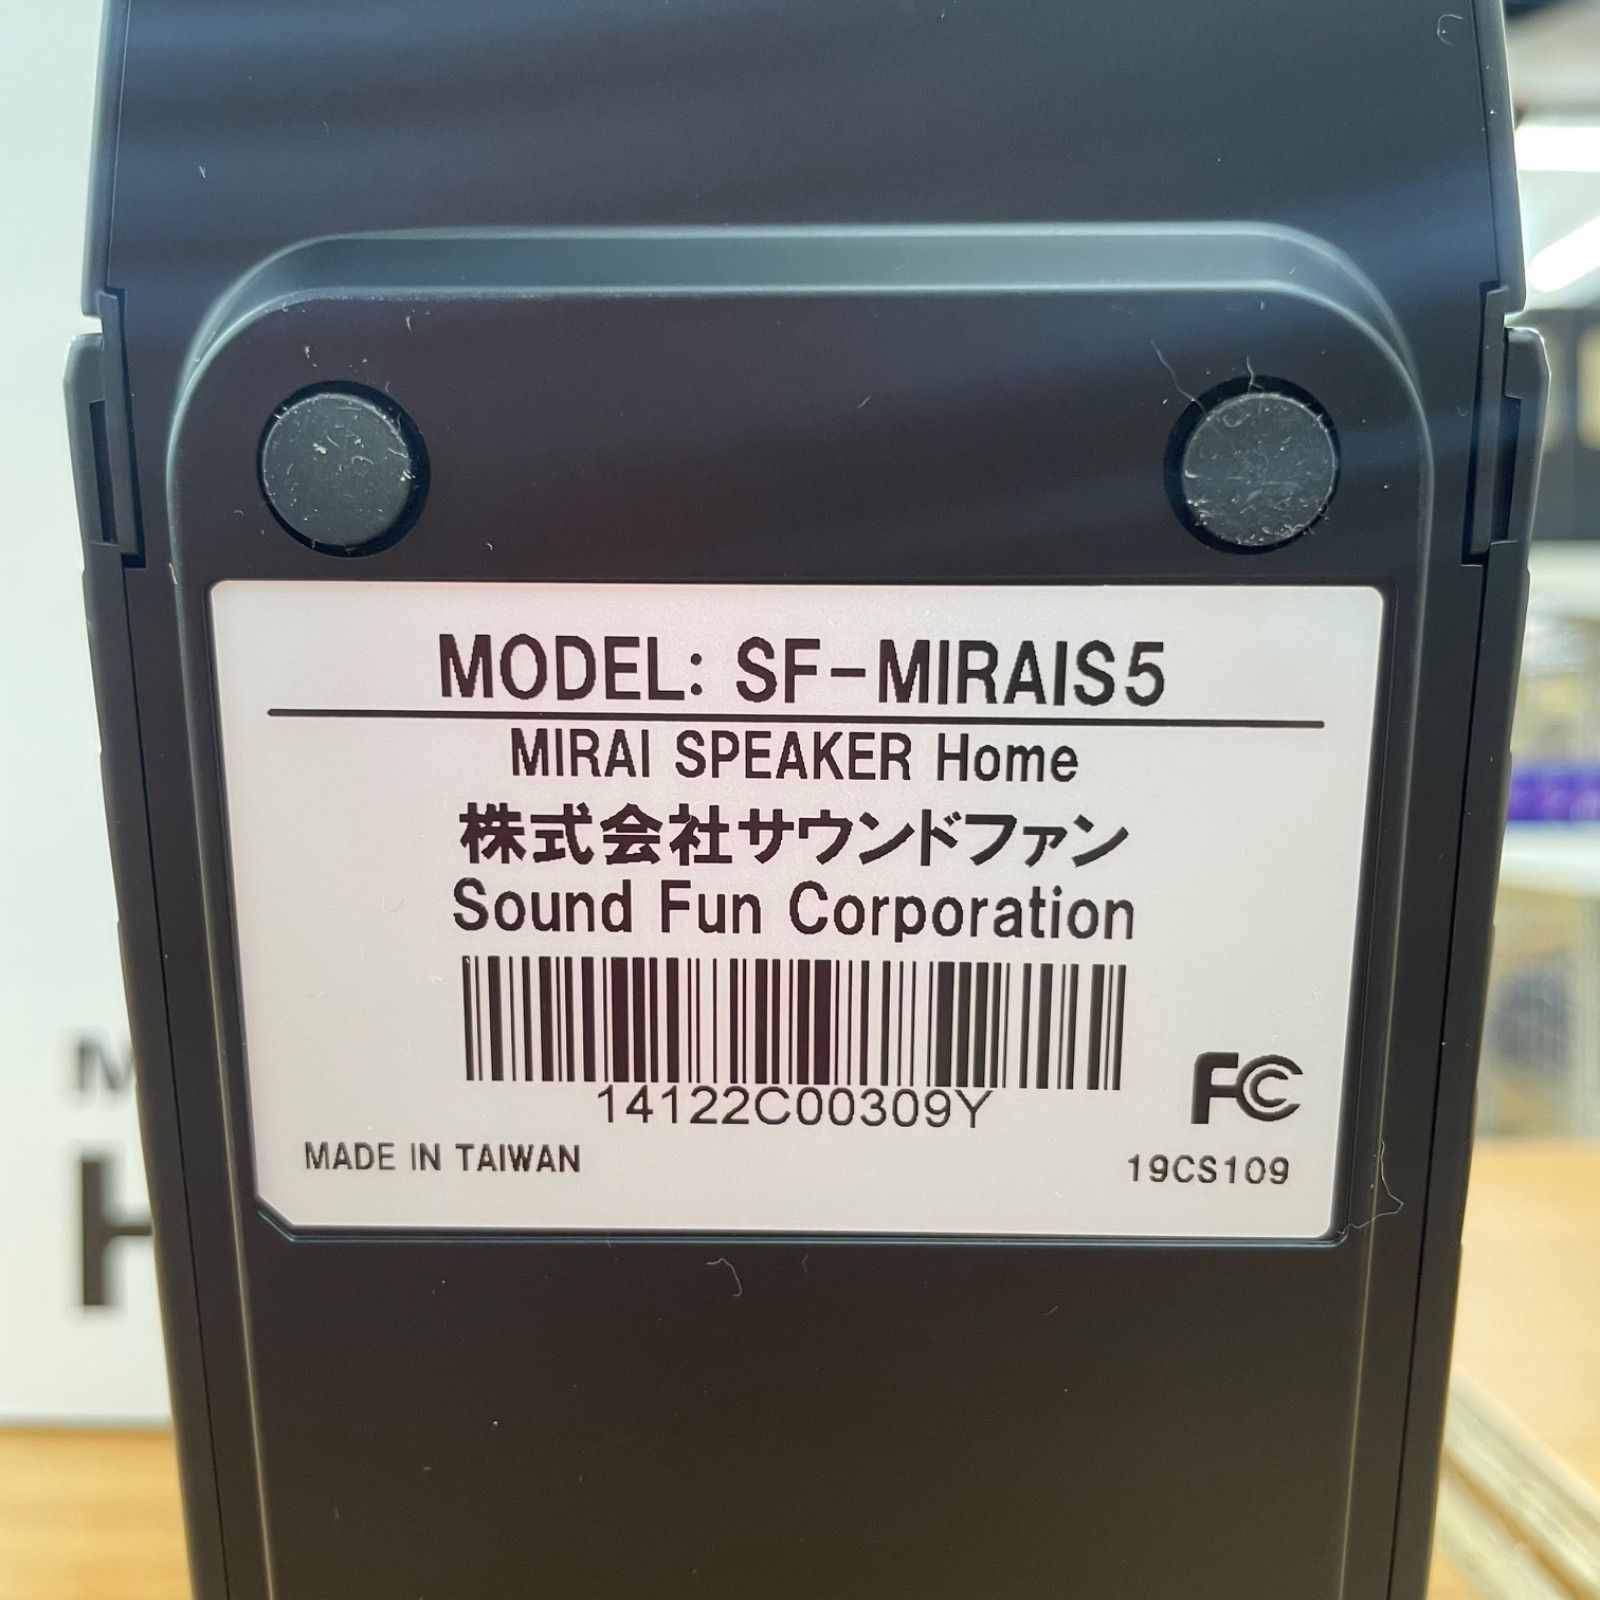 MODEL: SF-MIRAIS5
MIRAI SPEAKER Home
株式会社サウンドファン
Sound Fun Corporation
14122C00309Y
FC
MADE IN TAIWAN
19CS109
M
H